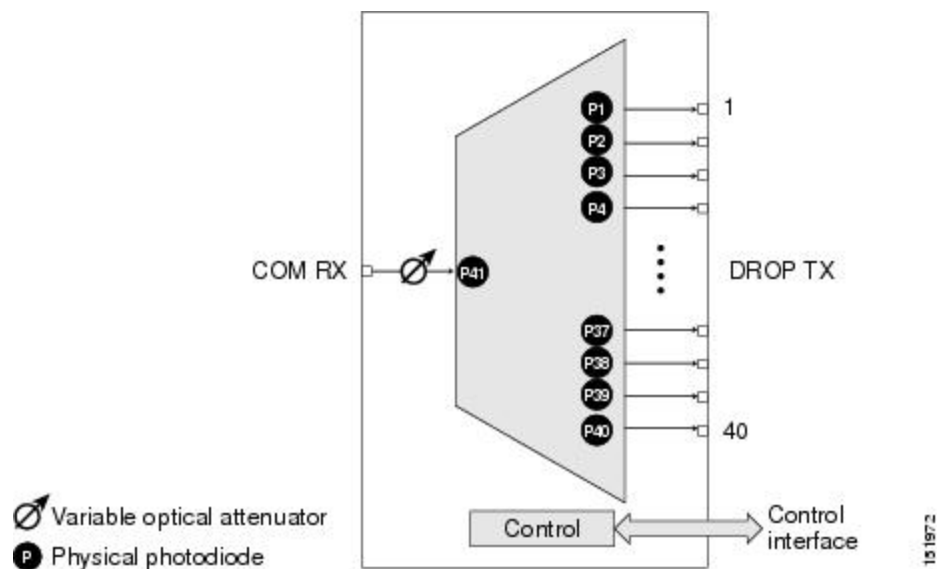 P1
1
P2
P3
P4
COM RX
P41
DROP TX
P37
P38
P39
P40
40
Variable optical attenuator
Control
Control
interface
P
Physical photodiode
151972